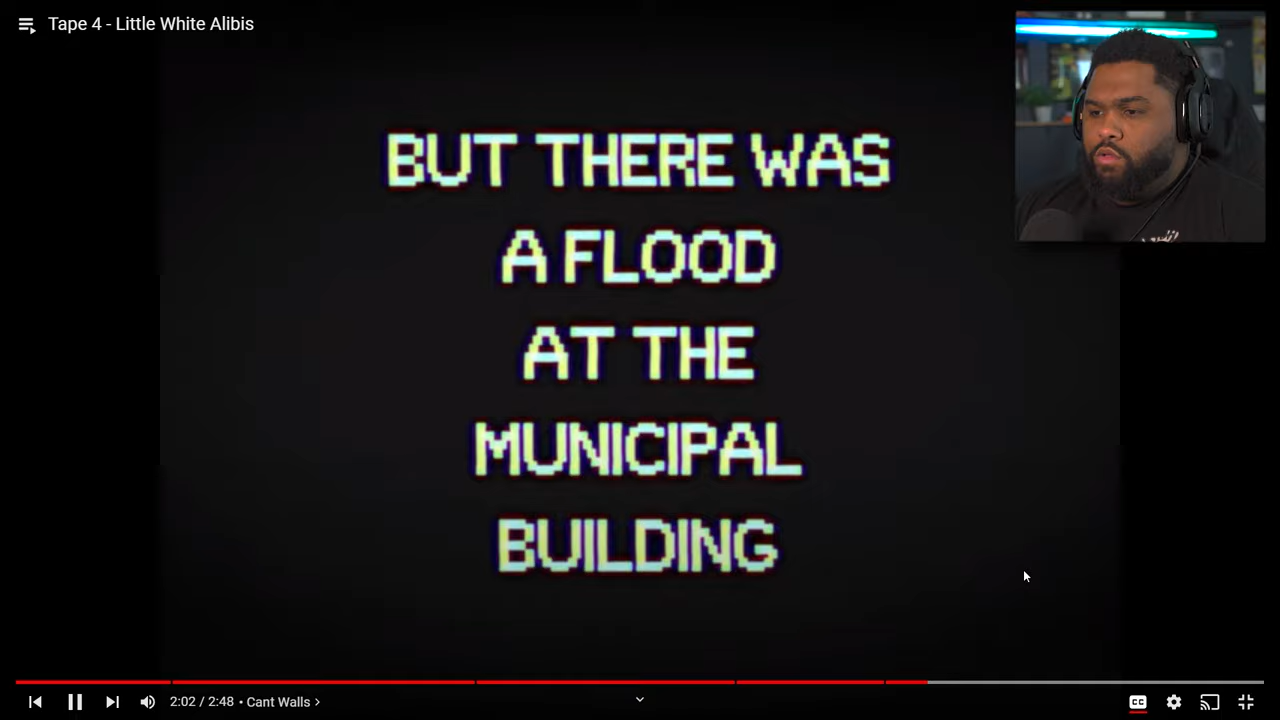 Tape 4 - Little White Alibis
BUT THERE WAS
A FLOOD
AT THE
MUNICIPAL
BUILDING
2:02 / 2:48 • Cant Walls >
CC